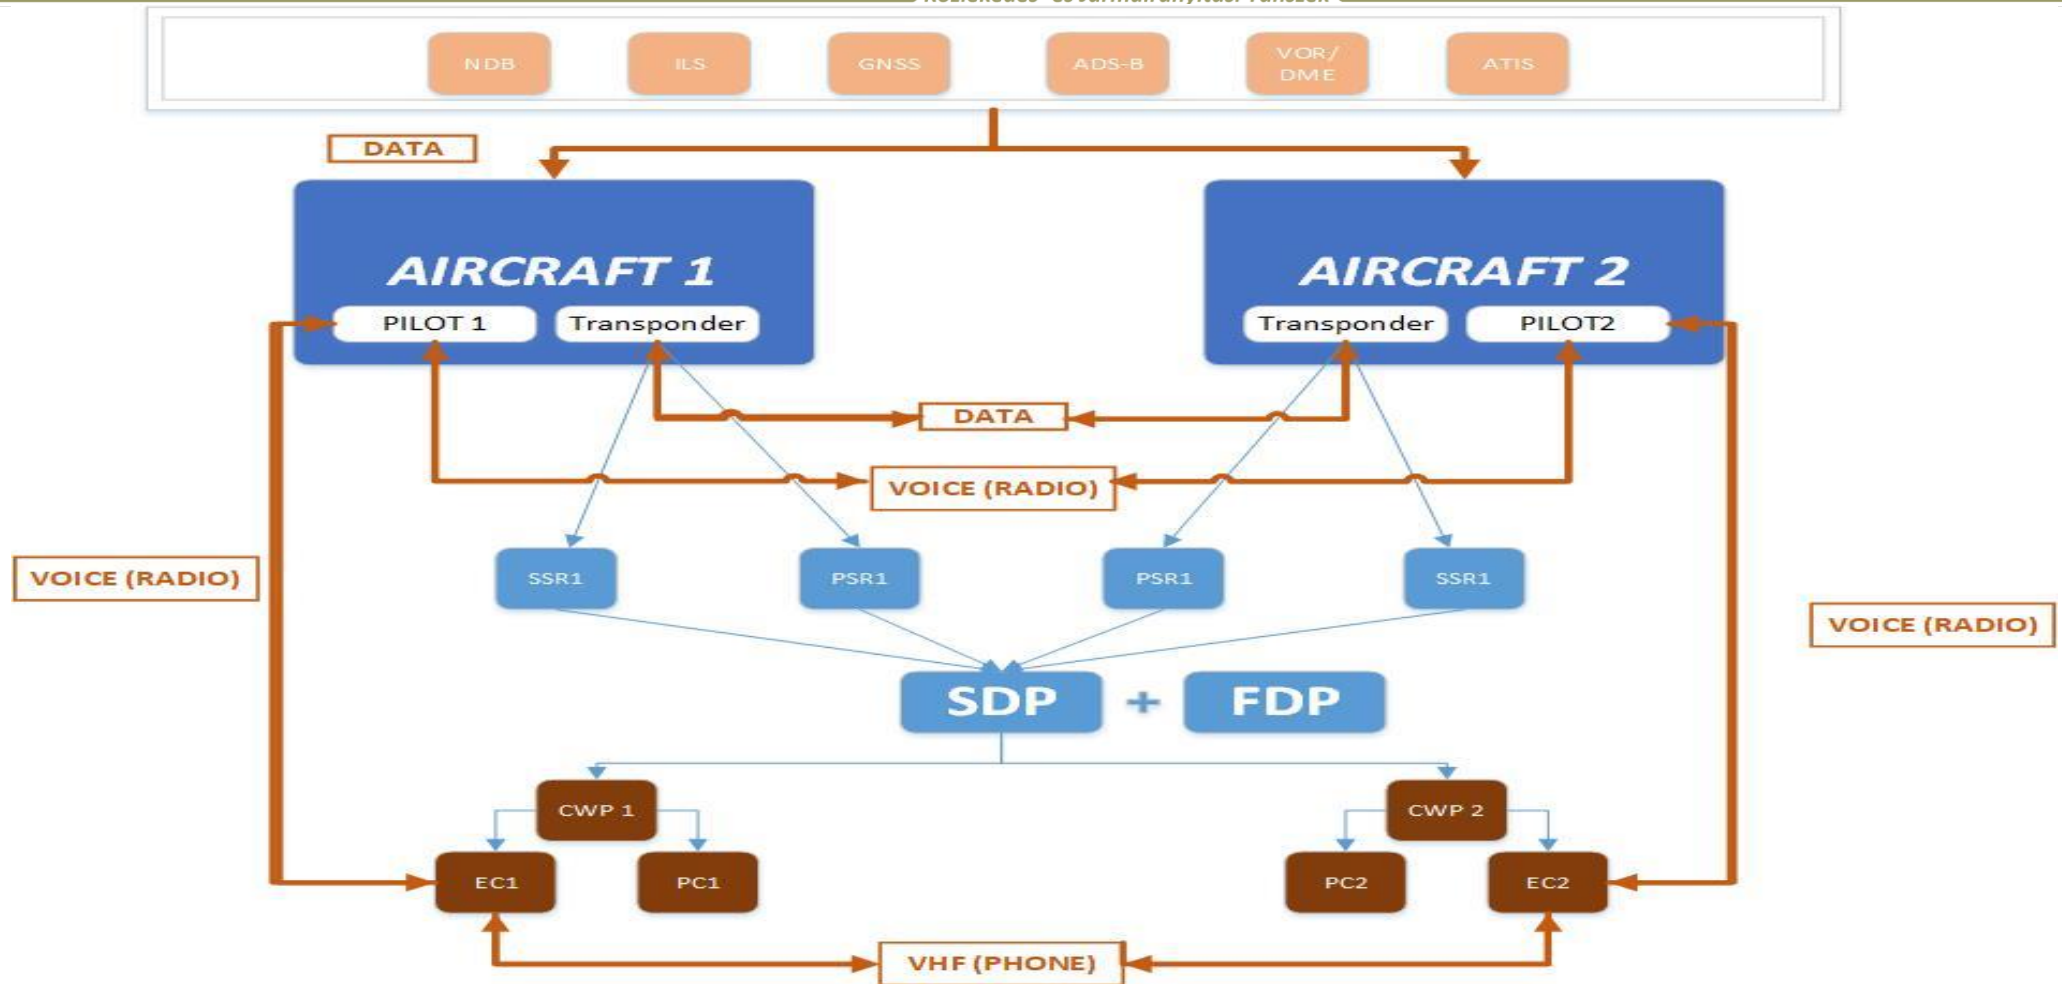 NDB
ILS
GNSS
ADS-B
VOR/
DME
ATIS
DATA
AIRCRAFT 1
AIRCRAFT 2
PILOT 1
Transponder
Transponder
PILOT2
DATA
VOICE (RADIO)
VOICE (RADIO)
SSR1
PSR1
PSR1
SSR1
VOICE (RADIO)
SDP + FDP
CWP 1
CWP 2
EC1
PC1
PC2
EC2
VHF (PHONE)